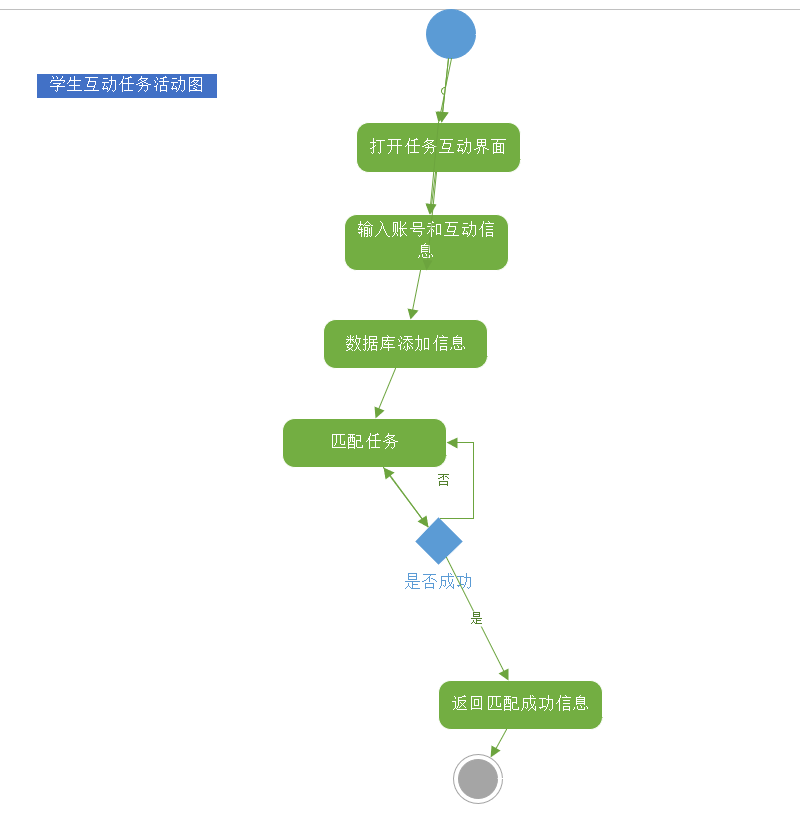 学生互动任务活动图
打开任务互动界面
输入账号和互动信
息
数据库添加信息
匹配任务
否
是否成功
是
返回匹配成功信息